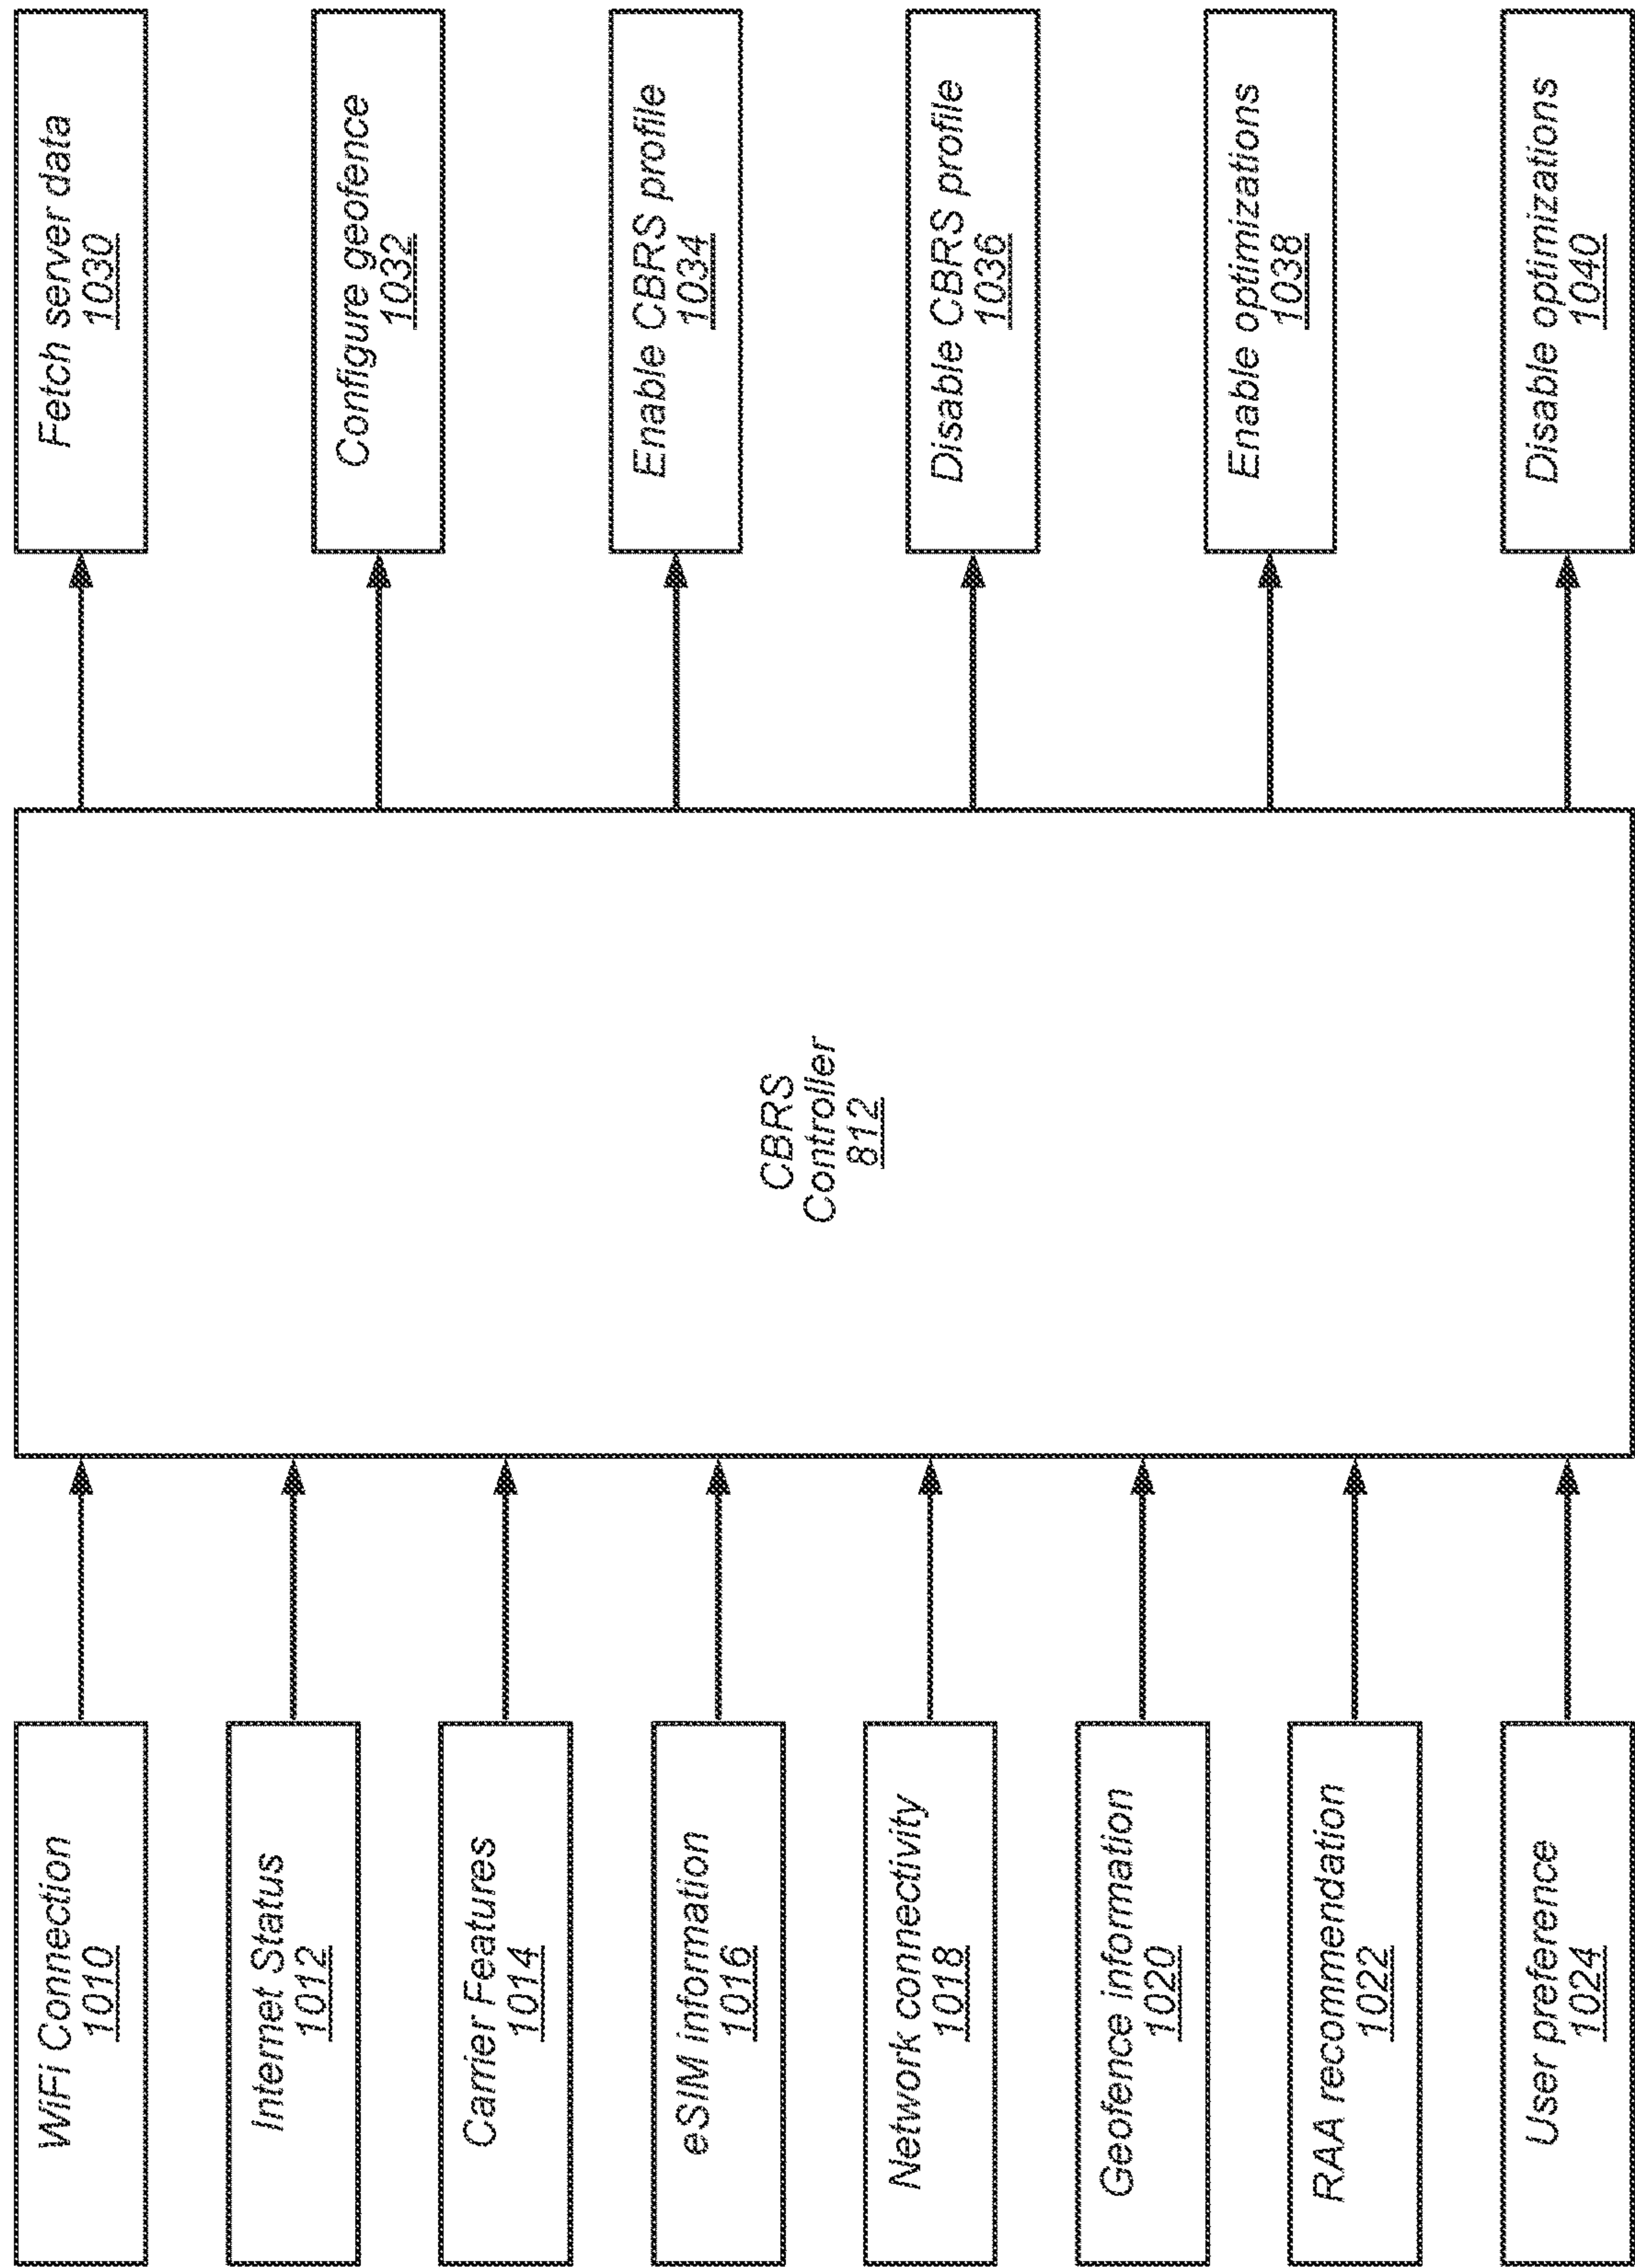 WiFi Connection
1010
Internet Status
1012
Carrier Features
1014
eSIM information
1016
Network connectivity
1018
Geofence information
1020
RAA recommendation
1022
User preference
1024
CBRS
Controller
812
Fetch server data
1030
Configure geofence
1032
Enable CBRS profile
1034
Disable CBRS profile
1036
Enable optimizations
1038
Disable optimizations
1040